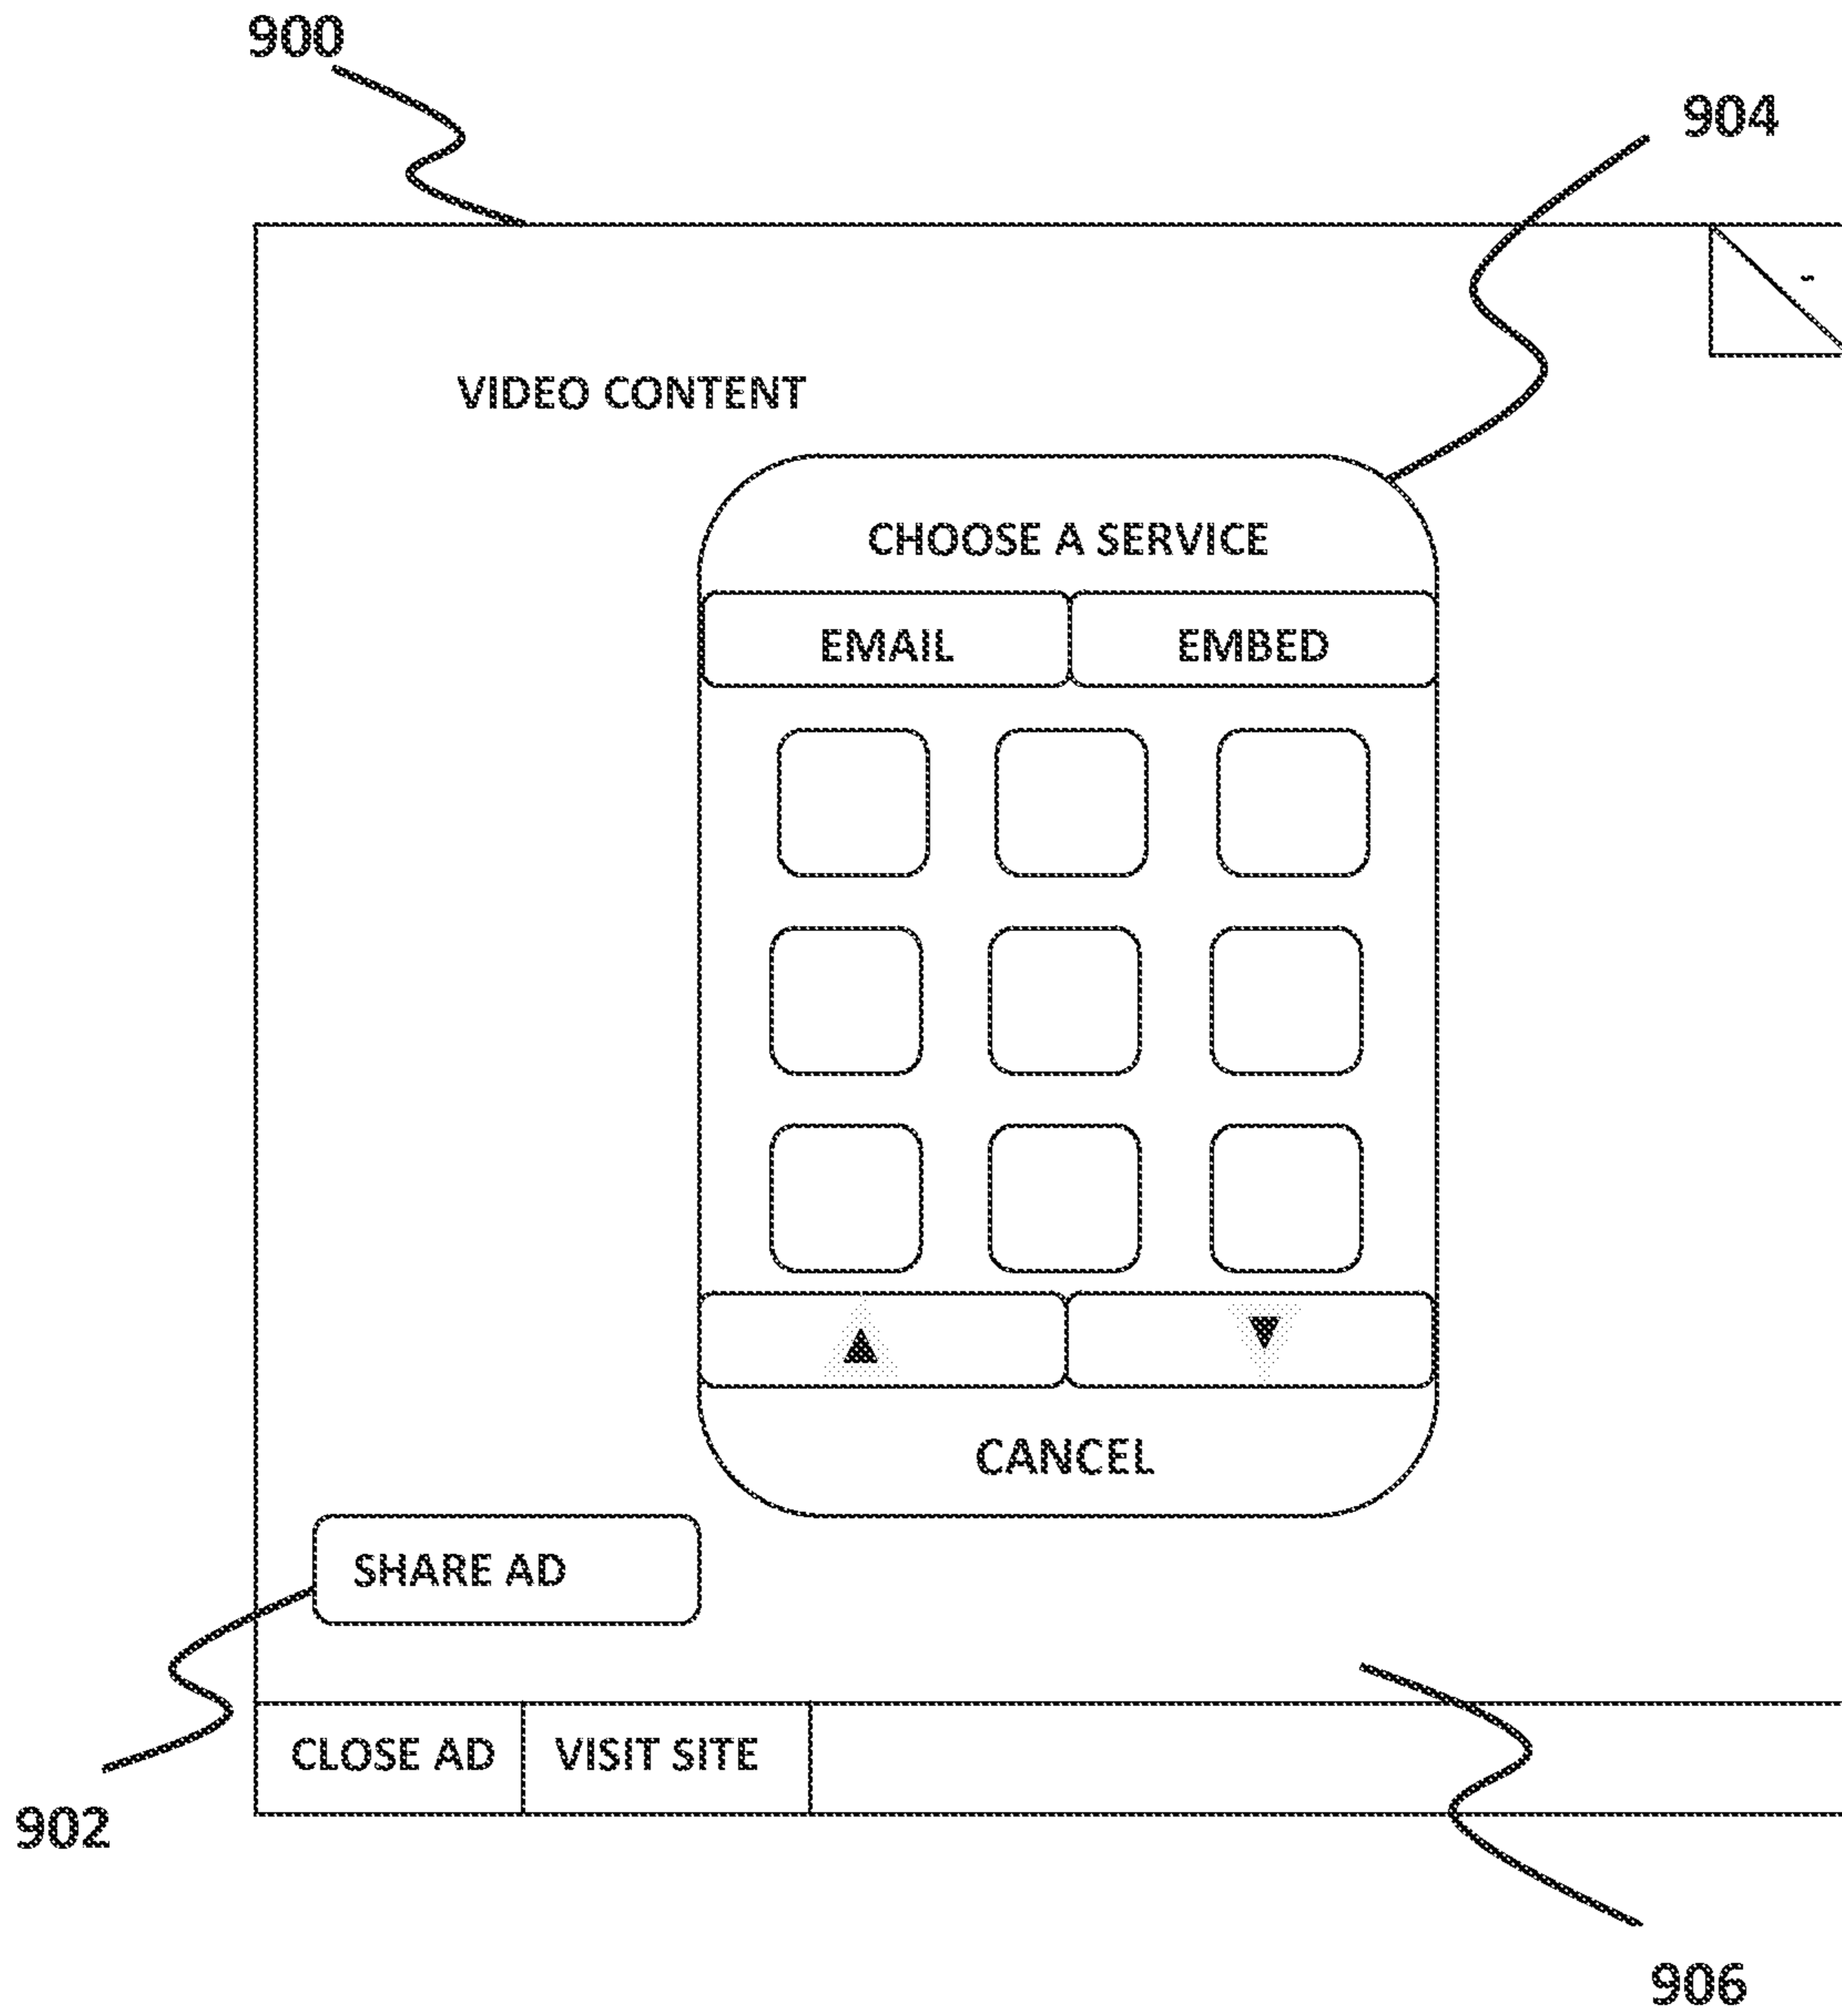 900
904
VIDEO CONTENT
CHOOSE A SERVICE
EMAIL EMBED
CANCEL
SHARE AD
CLOSE AD VISIT SITE
902
906